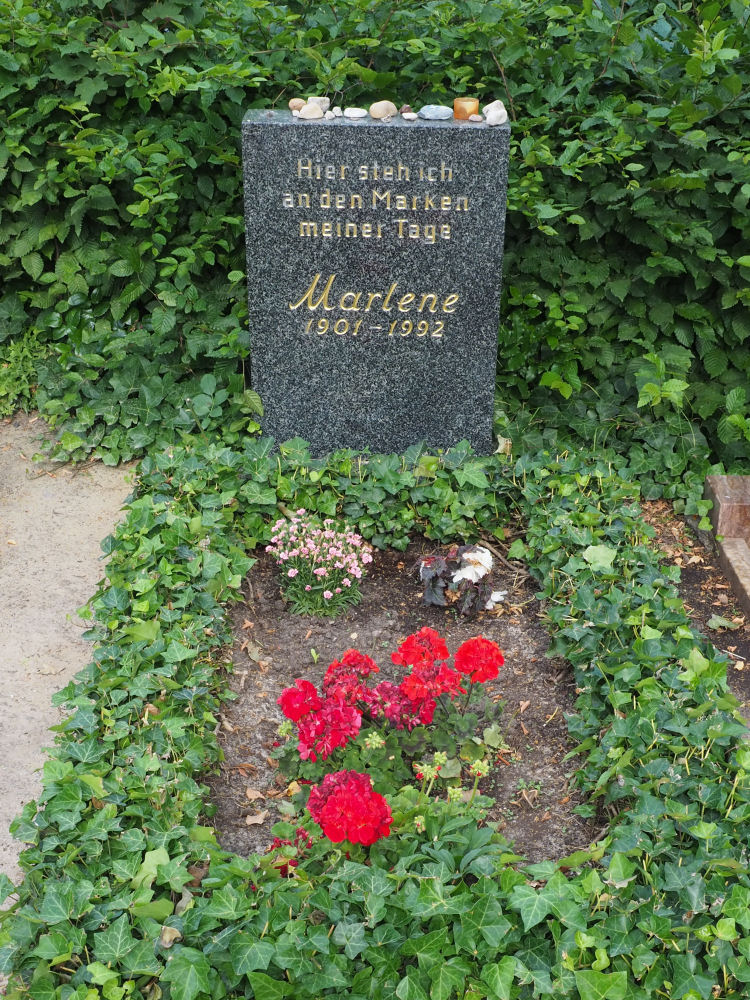 Hier steh ich
an den Marken
meiner Tage
Marlene
1901-1992